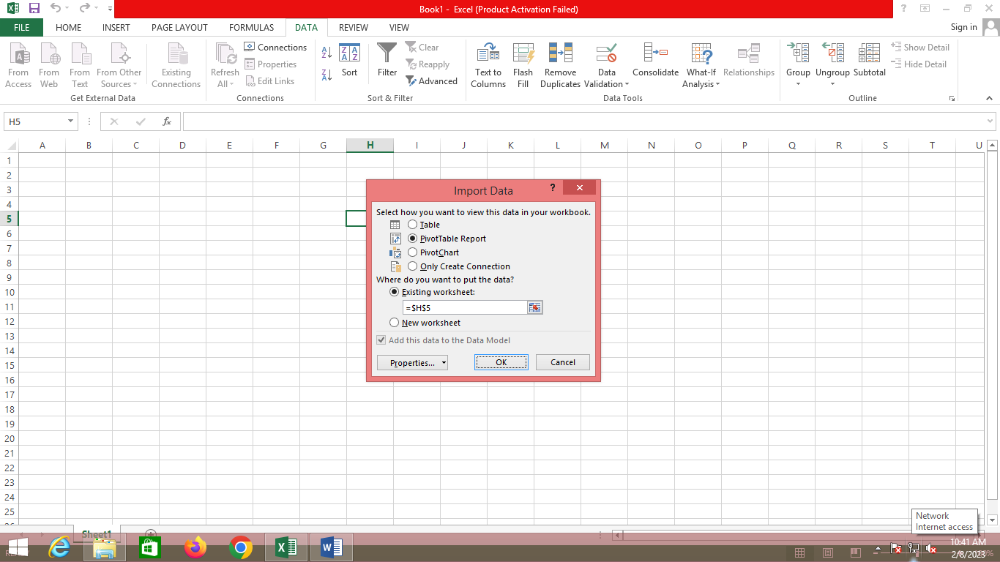 Book1 - Excel (Product Activation Failed)
FILE HOME INSERT PAGE LAYOUT FORMULAS DATA REVIEW VIEW Sign in
From Access
From Web
From Text
From Other Sources
Existing Connections
Get External Data
Refresh All
Connections
Properties
Edit Links
Connections
Sort
Filter
Clear
Reapply
Advanced
Sort & Filter
Text to Columns
Flash Fill
Remove Duplicates
Data Validation
Consolidate
What-If Analysis
Relationships
Data Tools
Group
Ungroup
Subtotal
Show Detail
Hide Detail
Outline
H5 fx
A B C D E F G H I J K L M N O P Q R S T U
1
2
3
4
5
6
7
8
9
10
11
12
13
14
15
16
17
18
19
20
21
22
23
24
25
Import Data ?
Select how you want to view this data in your workbook.
Table
PivotTable Report
PivotChart
Only Create Connection
Where do you want to put the data?
Existing worksheet:
=$H$5
New worksheet
Add this data to the Data Model
Properties... OK Cancel
Sheet1
Network
Internet access
10:41 AM
2/8/2023